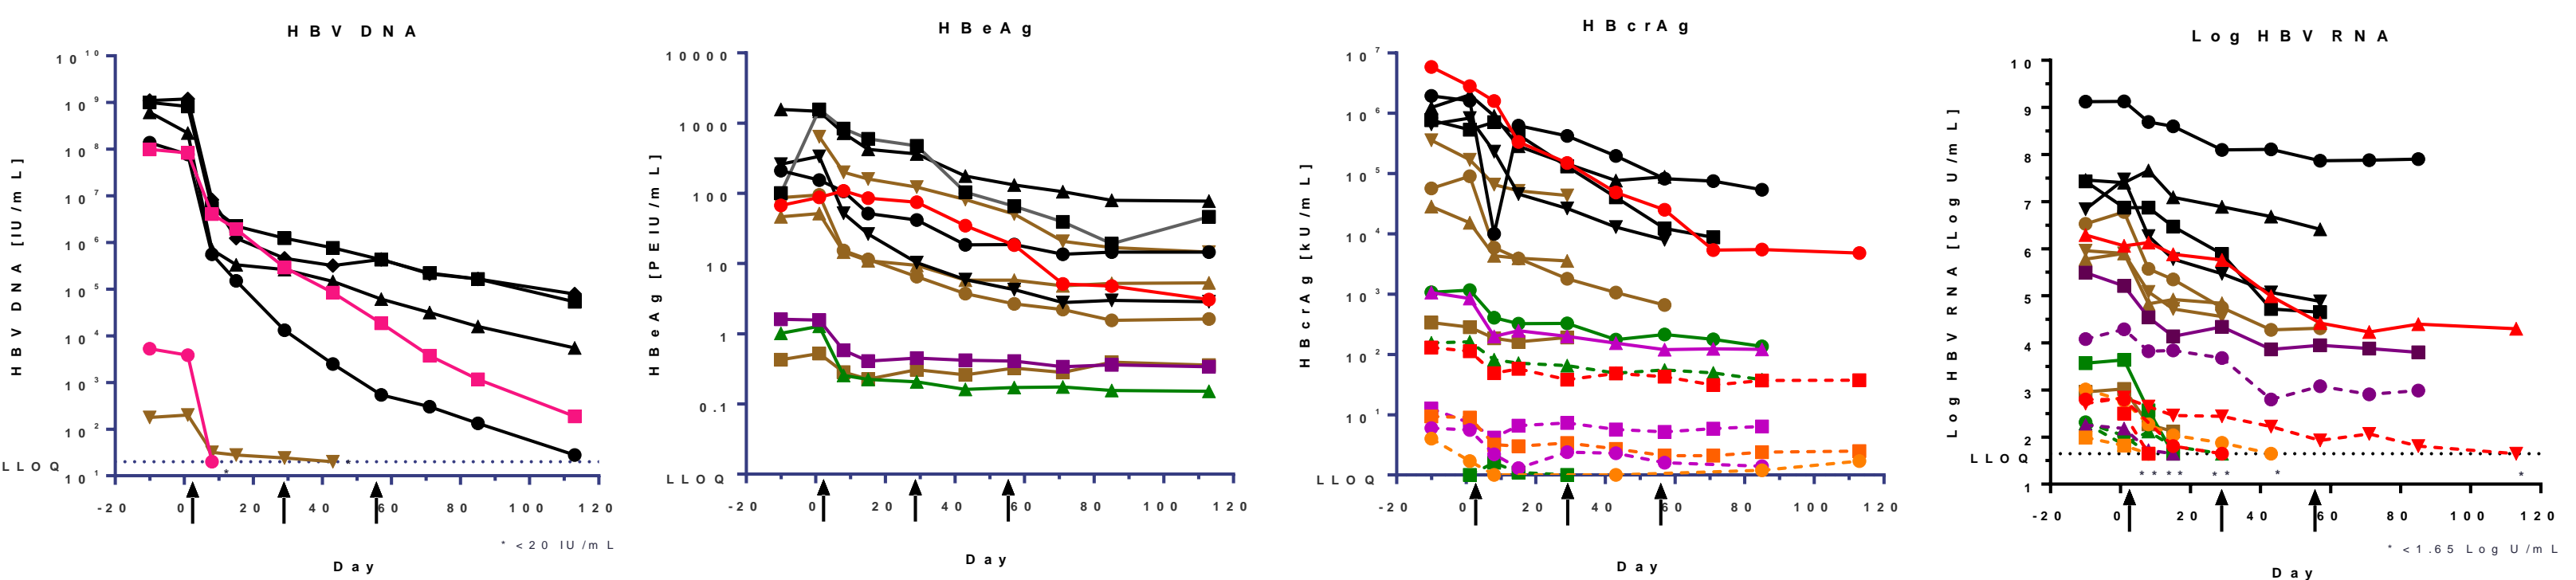 HBV DNA
HBV DNA [IU/mL]
10^10
10^9
10^8
10^7
10^6
10^5
10^4
10^3
10^2
10^1
LLOQ
*
*
-20 0 20 40 60 80 100 120
* <20 IU/mL
Day
HBeAg
HBeAg [PEIU/mL]
10000
1000
100
10
1
0.1
LLOQ
-20 0 20 40 60 80 100 120
Day
HBcrAg
HBcrAg [kU/mL]
10^7
10^6
10^5
10^4
10^3
10^2
10^1
LLOQ
-20 0 20 40 60 80 100 120
Day
Log HBV RNA
Log HBV RNA [Log U/mL]
10
9
8
7
6
5
4
3
2
LLOQ
1
* * * * * * * *
-20 0 20 40 60 80 100 120
* <1.65 Log U/mL
Day